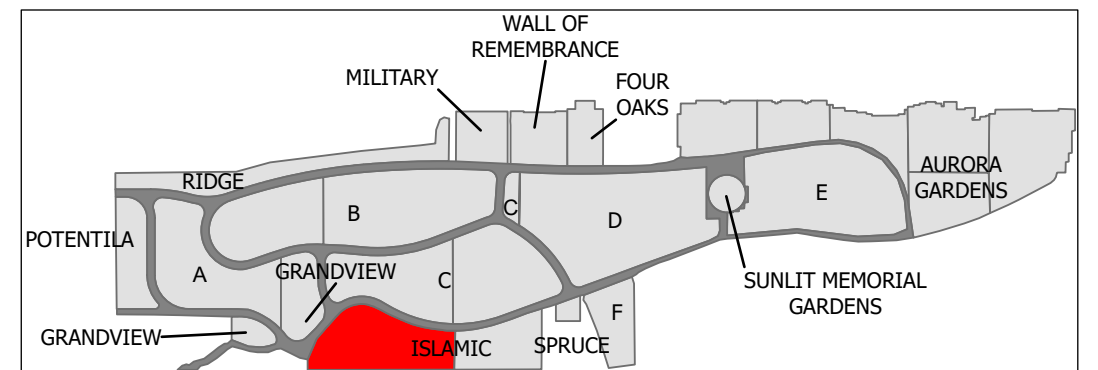 WALL OF
REMEMBRANCE
MILITARY
FOUR
OAKS
RIDGE
AURORA
GARDENS
B
C
D
E
POTENTILA
A
GRANDVIEW
C
SUNLIT MEMORIAL
GARDENS
GRANDVIEW
ISLAMIC
SPRUCE
F